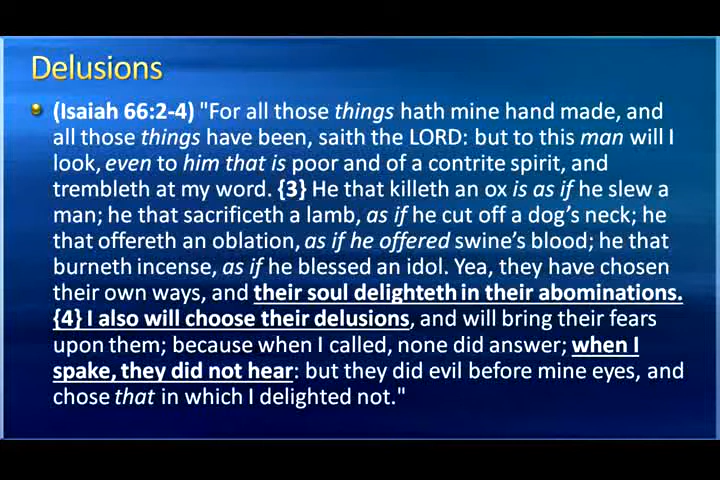 Delusions
(Isaiah 66:2-4) "For all those things hath mine hand made, and
all those things have been, saith the LORD: but to this man will I
look, even to him that is poor and of a contrite spirit, and
trembleth at my word. {3} He that killeth an ox is as if he slew a
man; he that sacrificeth a lamb, as if he cut off a dog's neck; he
that offereth an oblation, as if he offered swine's blood; he that
burneth incense, as if he blessed an idol. Yea, they have chosen
their own ways, and their soul delighteth in their abominations.
{4} I also will choose their delusions, and will bring their fears
upon them; because when I called, none did answer; when I
spake, they did not hear: but they did evil before mine eyes, and
chose that in which I delighted not."